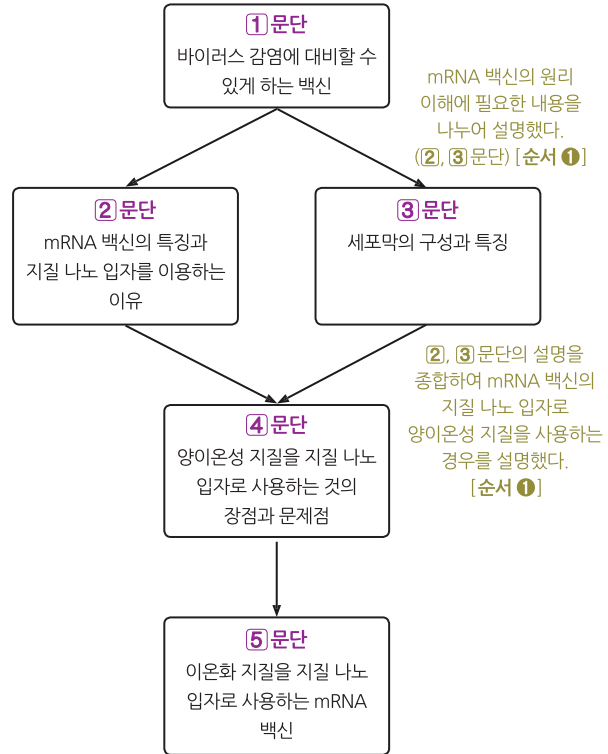 1 문단
바이러스 감염에 대비할 수
있게 하는 백신
mRNA 백신의 원리
이해에 필요한 내용을
나누어 설명했다.
(2, 3 문단) [순서 ❶]
2 문단
mRNA 백신의 특징과
지질 나노 입자를 이용하는
이유
3 문단
세포막의 구성과 특징
2, 3 문단의 설명을
종합하여 mRNA 백신의
지질 나노 입자로
양이온성 지질을 사용하는
경우를 설명했다.
[순서 ❶]
4 문단
양이온성 지질을 지질 나노
입자로 사용하는 것의
장점과 문제점
5 문단
이온화 지질을 지질 나노
입자로 사용하는 mRNA
백신